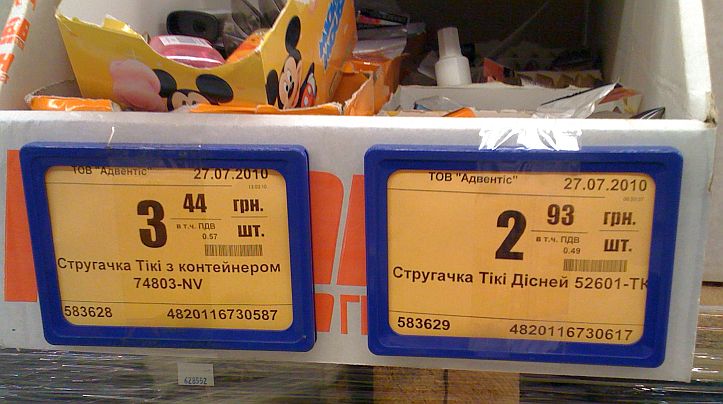 ТОВ "Адвентіс"
27.07.2010
3 44 грн.
в т.ч. ПДВ
0.57
шт.
Стругачка Тікі з контейнером
74803-NV
583628 4820116730587
ТОВ "Адвентіс"
27.07.2010
2 93 грн.
в т.ч. ПДВ
0.49
шт.
Стругачка Тікі Дісней 52601-ТК
583629 4820116730617